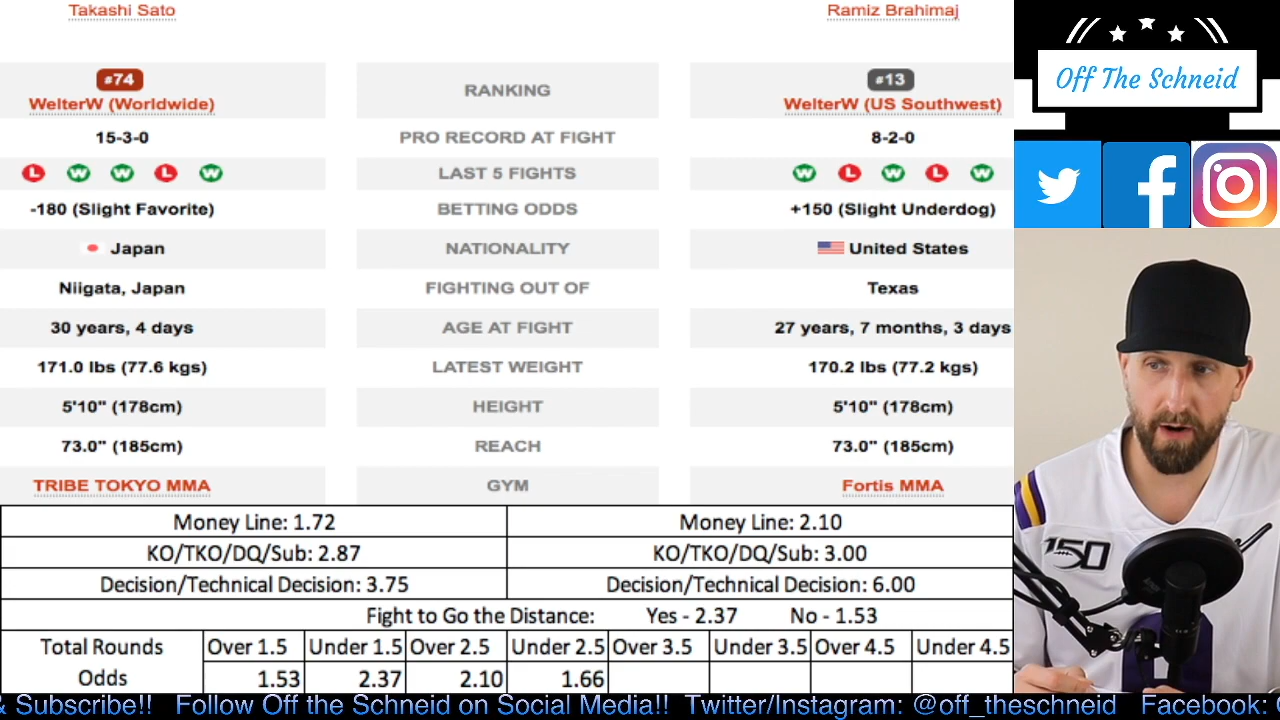 Takashi Sato
Ramiz Brahimaj
Off The Schneid
#74
WelterW (Worldwide)
RANKING
#13
WelterW (US Southwest)
15-3-0
PRO RECORD AT FIGHT
8-2-0
L W W L W
LAST 5 FIGHTS
W L W L W
-180 (Slight Favorite)
BETTING ODDS
+150 (Slight Underdog)
Japan
NATIONALITY
United States
Niigata, Japan
FIGHTING OUT OF
Texas
30 years, 4 days
AGE AT FIGHT
27 years, 7 months, 3 days
171.0 lbs (77.6 kgs)
LATEST WEIGHT
170.2 lbs (77.2 kgs)
5'10" (178cm)
HEIGHT
5'10" (178cm)
73.0" (185cm)
REACH
73.0" (185cm)
TRIBE TOKYO MMA
GYM
Fortis MMA
Money Line: 1.72
Money Line: 2.10
KO/TKO/DQ/Sub: 2.87
KO/TKO/DQ/Sub: 3.00
Decision/Technical Decision: 3.75
Decision/Technical Decision: 6.00
Fight to Go the Distance: Yes - 2.37 No - 1.53
Total Rounds Over 1.5 Under 1.5 Over 2.5 Under 2.5 Over 3.5 Under 3.5 Over 4.5 Under 4.5
Odds 1.53 2.37 2.10 1.66
150
& Subscribe!! Follow Off the Schneid on Social Media!! Twitter/Instagram: @off_theschneid Facebook: